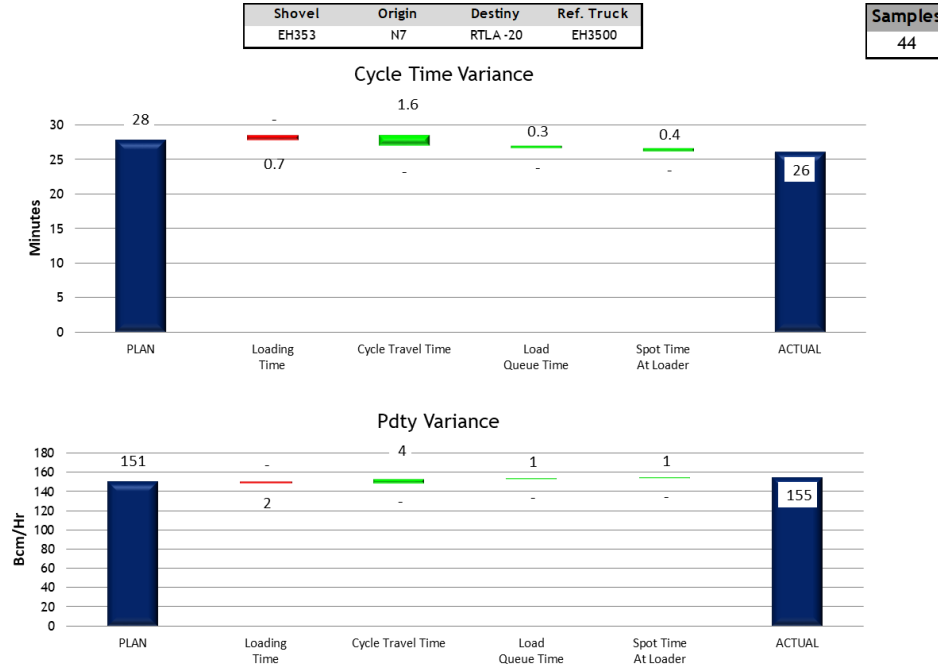 Shovel Origin Destiny Ref. Truck
EH353 N7 RTLA -20 EH3500
Samples
44
Cycle Time Variance
Minutes
30
25
20
15
10
5
0
28
-
0.7
1.6
-
0.3
-
0.4
-
26
PLAN
Loading
Time
Cycle Travel Time
Load
Queue Time
Spot Time
At Loader
ACTUAL
Pdty Variance
Bcm/Hr
180
160
140
120
100
80
60
40
20
0
151
-
2
4
-
1
-
1
-
155
PLAN
Loading
Time
Cycle Travel Time
Load
Queue Time
Spot Time
At Loader
ACTUAL